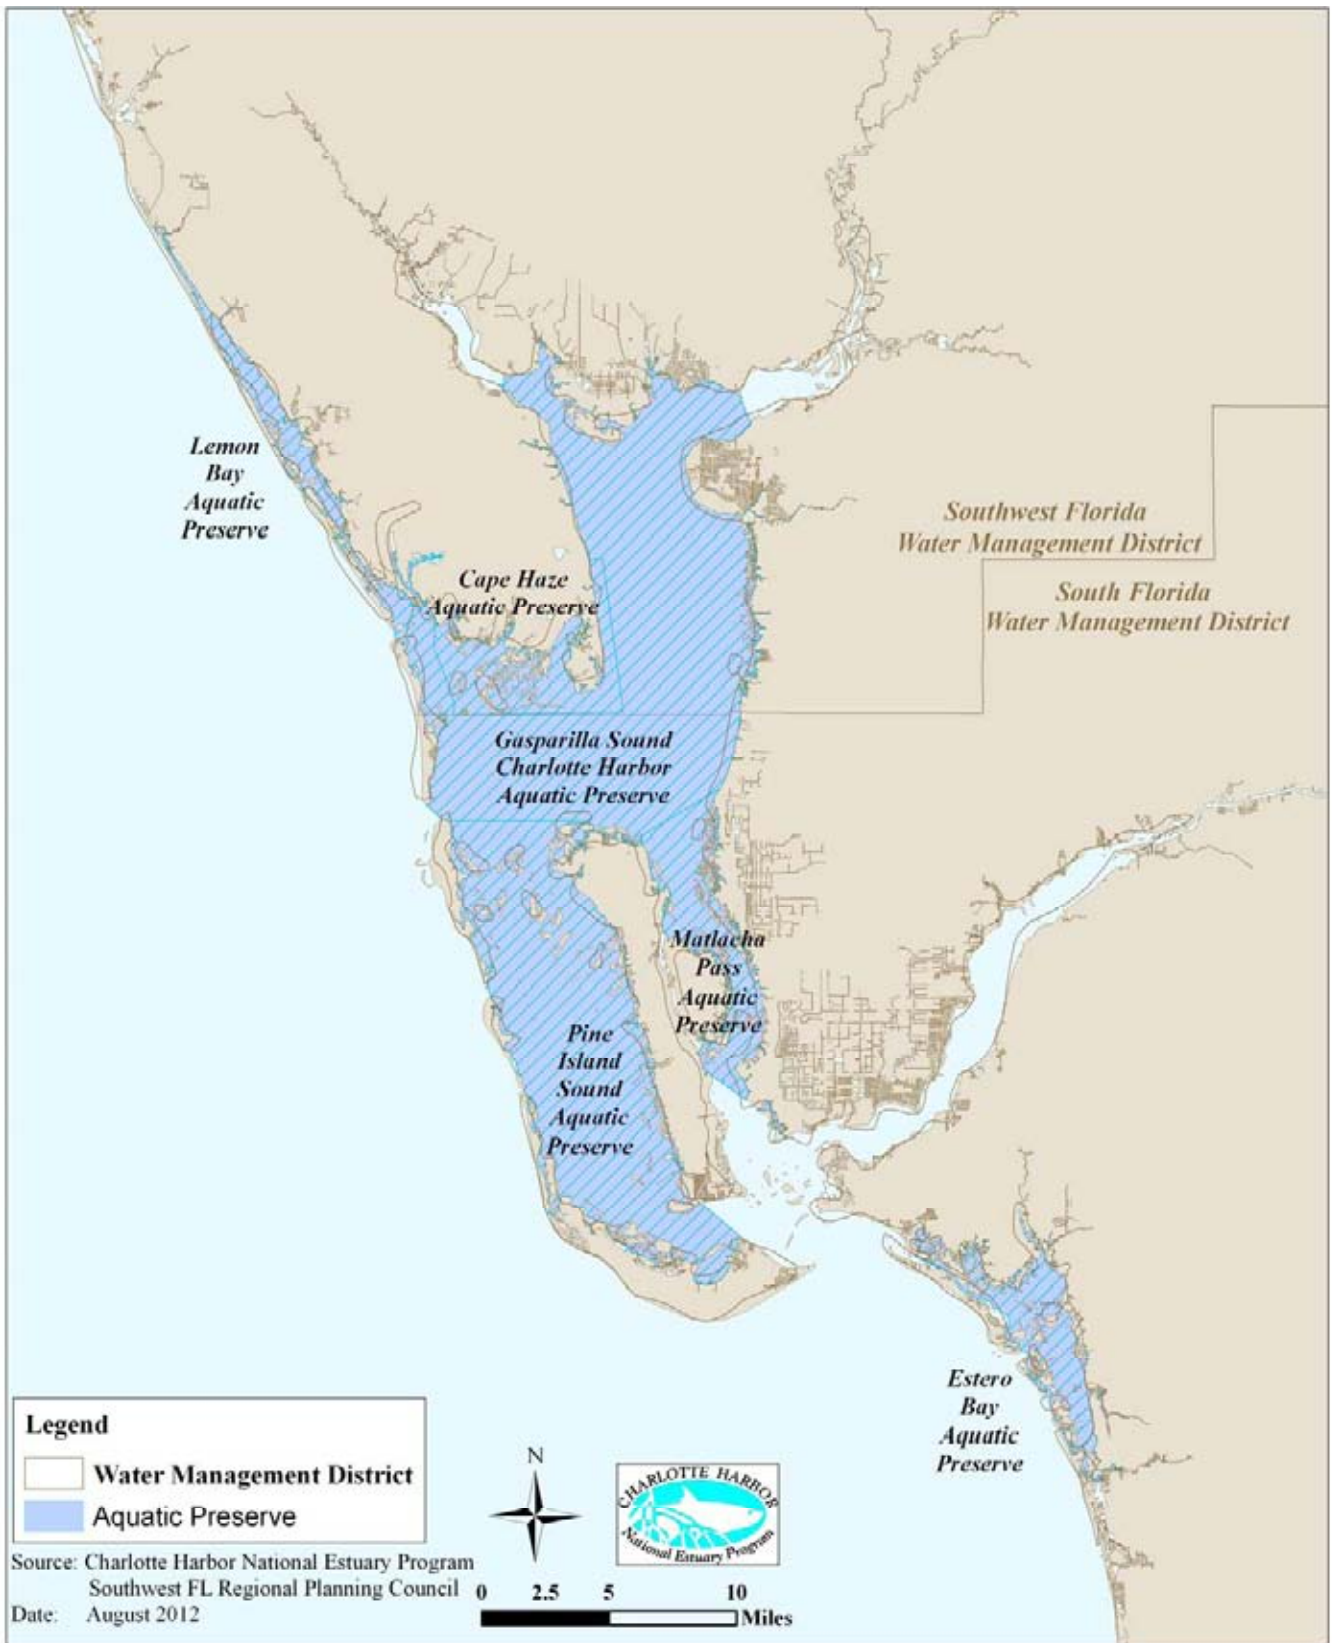 Lemon
Bay
Aquatic
Preserve
Cape Haze
Aquatic Preserve
Southwest Florida
Water Management District
South Florida
Water Management District
Gasparilla Sound
Charlotte Harbor
Aquatic Preserve
Matlacha
Pass
Aquatic
Preserve
Pine
Island
Sound
Aquatic
Preserve
Estero
Bay
Aquatic
Preserve
Legend
Water Management District
Aquatic Preserve
Source: Charlotte Harbor National Estuary Program
Southwest FL Regional Planning Council
Date: August 2012
N
CHARLOTTE HARBOR
National Estuary Program
0 2.5 5 10
Miles